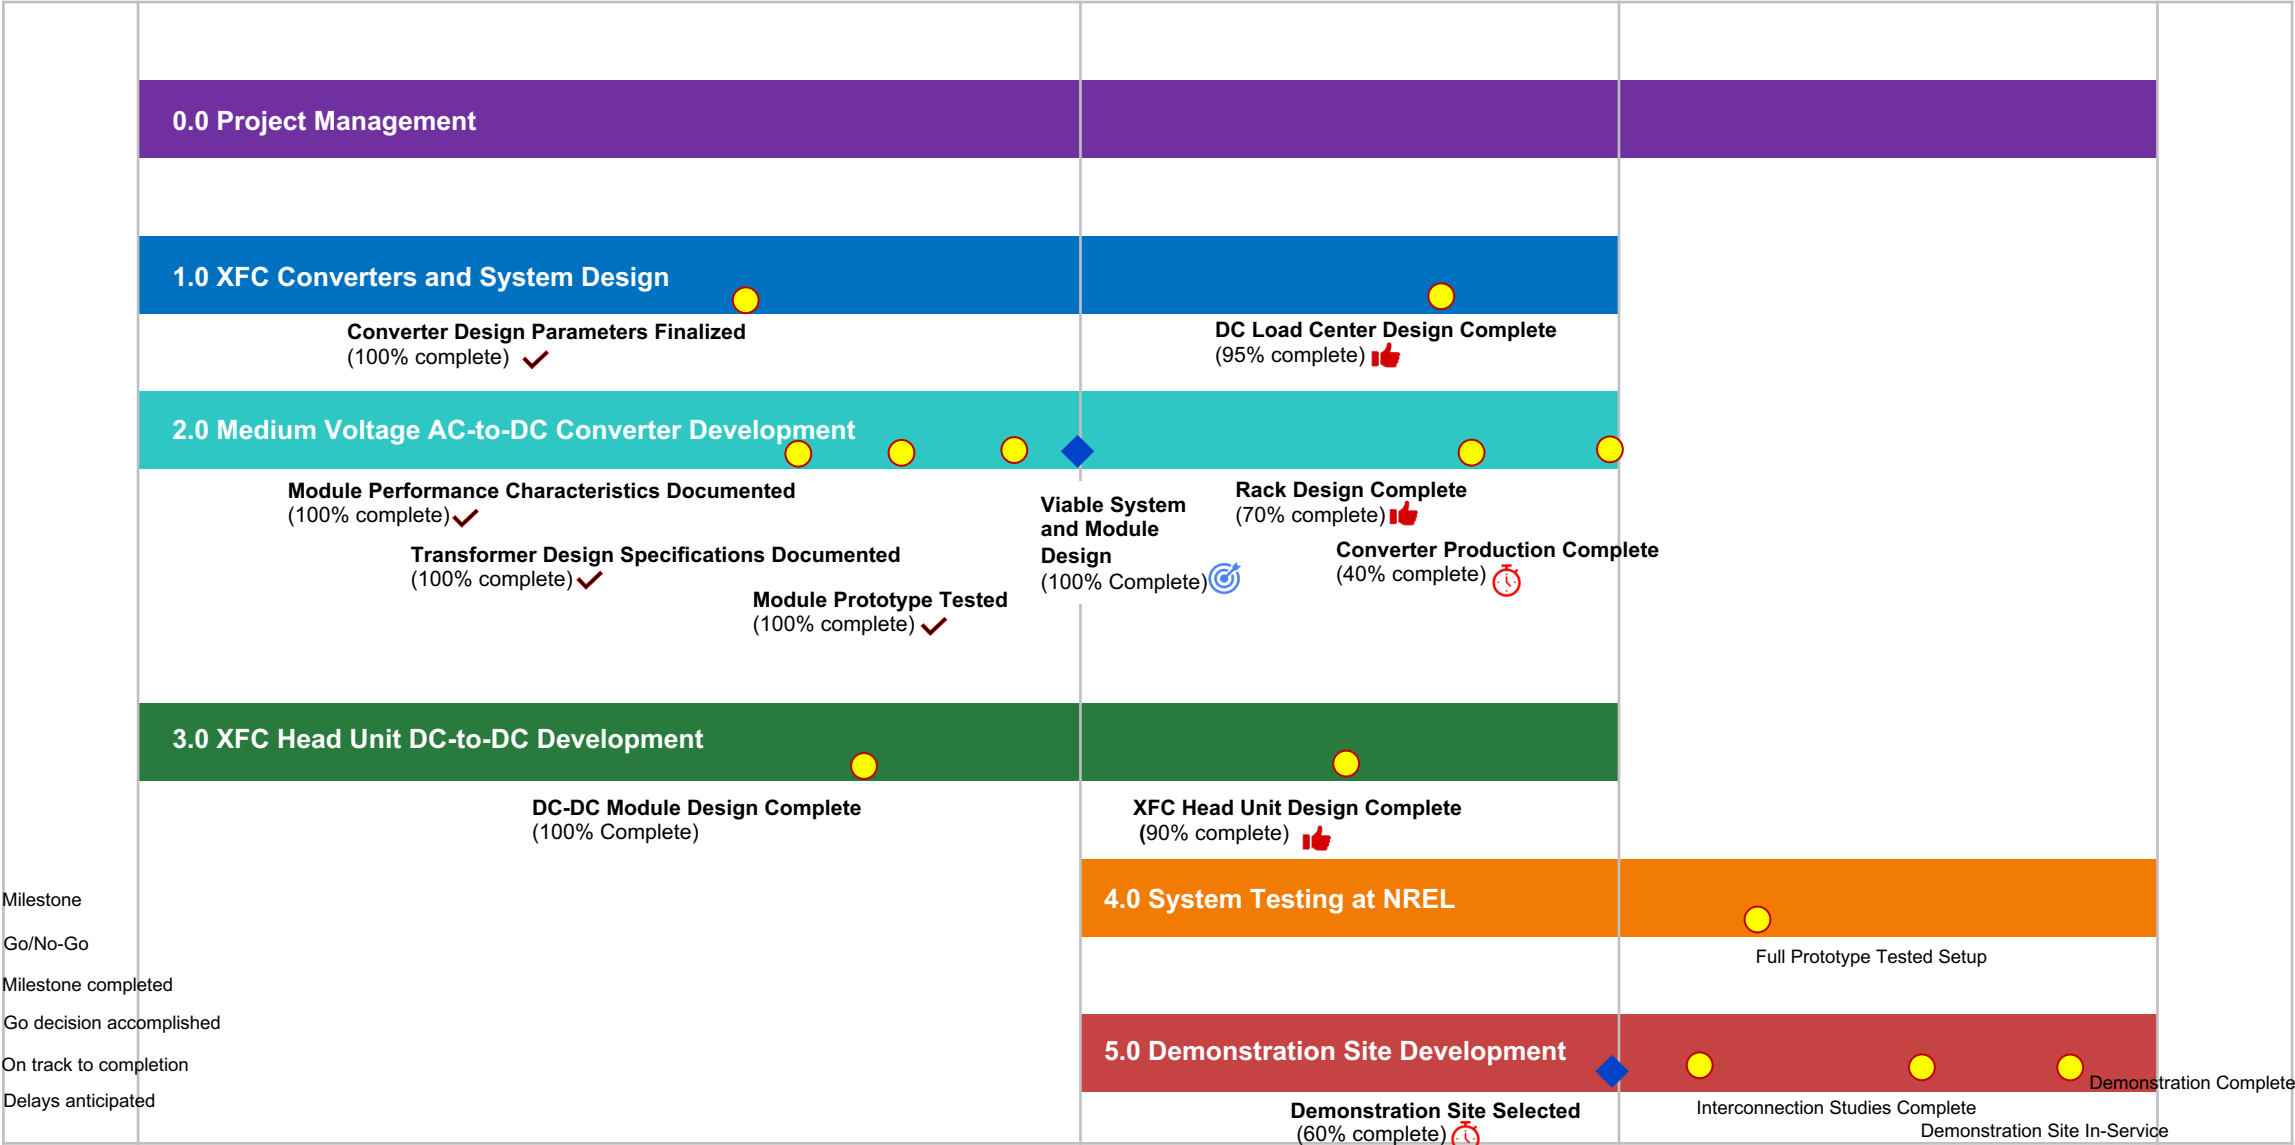 0.0 Project Management
1.0 XFC Converters and System Design
Converter Design Parameters Finalized
(100% complete)
DC Load Center Design Complete
(95% complete)
2.0 Medium Voltage AC-to-DC Converter Development
Module Performance Characteristics Documented
(100% complete)
Transformer Design Specifications Documented
(100% complete)
Module Prototype Tested
(100% complete)
Viable System
and Module
Design
(100% Complete)
Rack Design Complete
(70% complete)
Converter Production Complete
(40% complete)
3.0 XFC Head Unit DC-to-DC Development
DC-DC Module Design Complete
(100% Complete)
XFC Head Unit Design Complete
(90% complete)
4.0 System Testing at NREL
Full Prototype Tested Setup
5.0 Demonstration Site Development
Demonstration Site Selected
(60% complete)
Interconnection Studies Complete
Demonstration Site In-Service
Demonstration Complete
Milestone
Go/No-Go
Milestone completed
Go decision accomplished
On track to completion
Delays anticipated